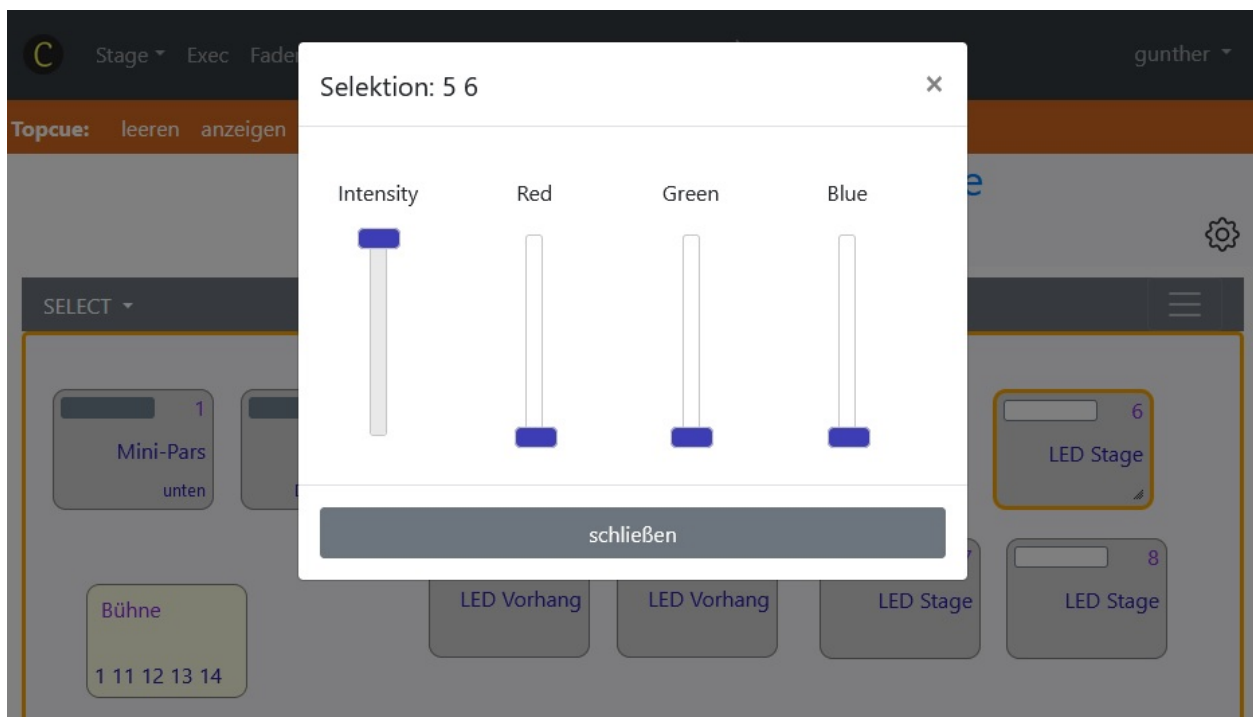 C Stage Exec Fader gunther
Topcue: leeren anzeigen
Selektion: 5 6 ×
Intensity Red Green Blue
SELECT
1
Mini-Pars
unten
6
LED Stage
schließen
7
8
LED Vorhang LED Vorhang LED Stage LED Stage
Bühne
1 11 12 13 14